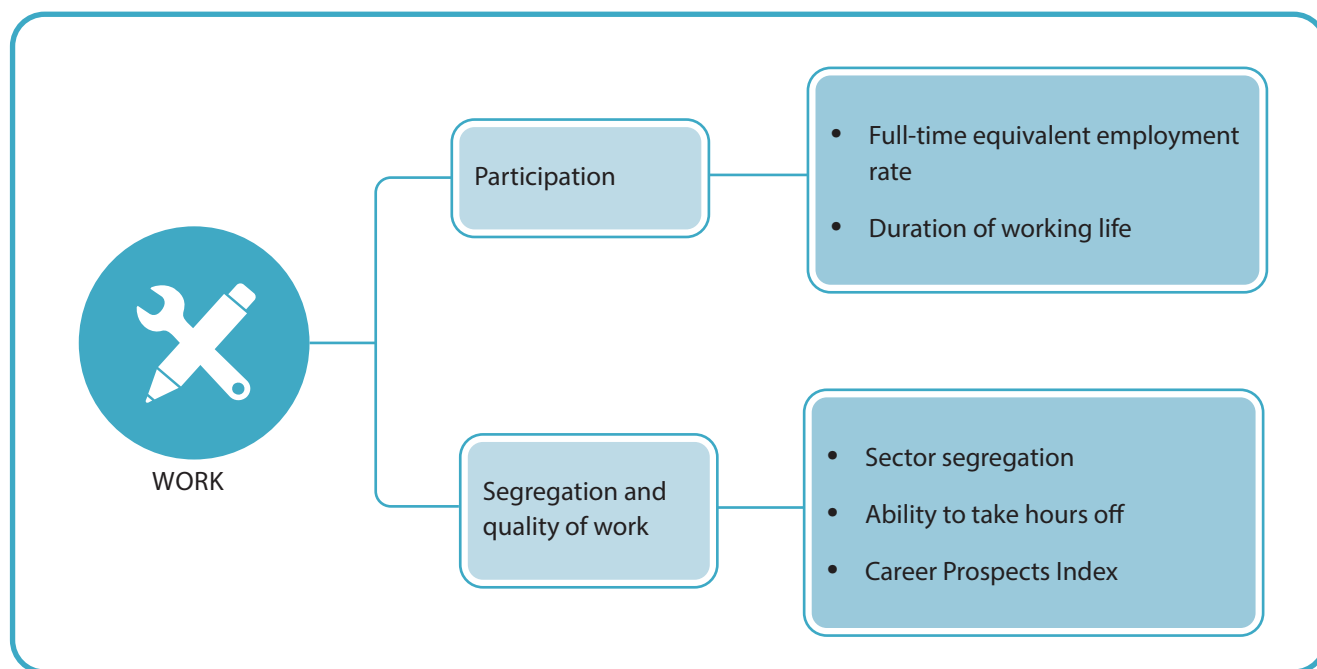 WORK
Participation
• Full-time equivalent employment
rate
• Duration of working life
Segregation and
quality of work
• Sector segregation
• Ability to take hours off
• Career Prospects Index